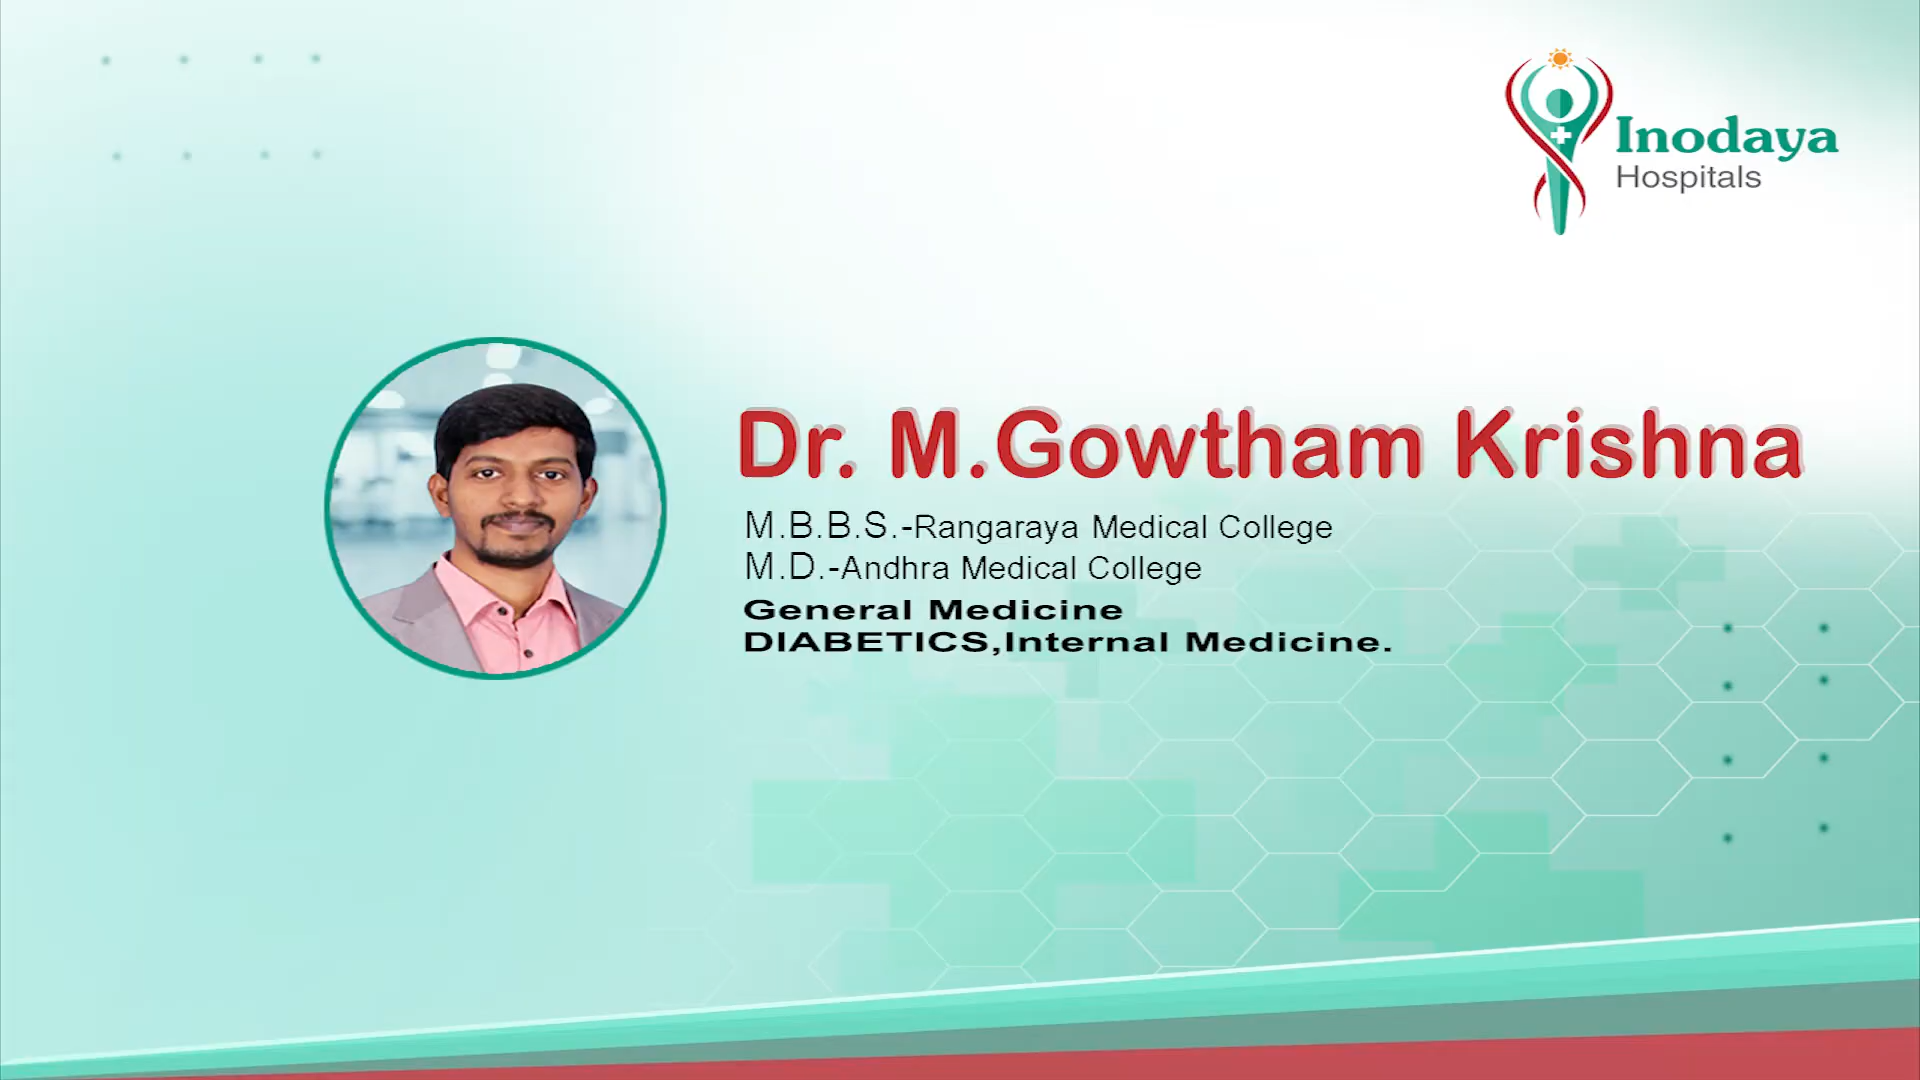 Inodaya
Hospitals
Dr. M.Gowtham Krishna
M.B.B.S.-Rangaraya Medical College
M.D.-Andhra Medical College
General Medicine
DIABETICS,Internal Medicine.